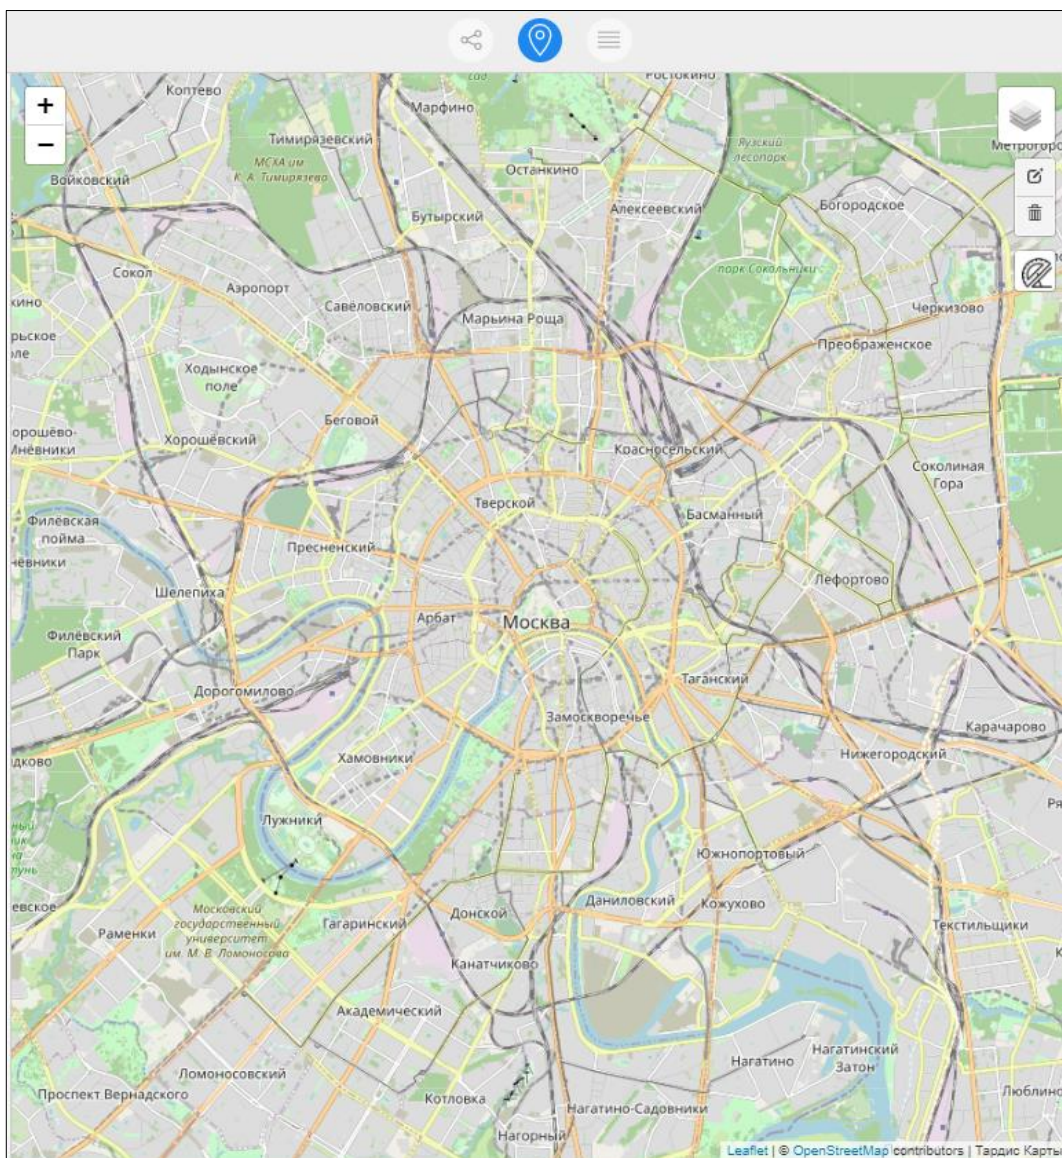 сад
Ростокино
Коптево
Марфино
+
−
Тимирязевский
Яузский
лесопарк
МСХА им
К. А. Тимирязева
Останкино
Войковский
Алексеевский
Богородское
Бутырский
Сокол
парк Сокольники
Аэропорт
Савёловский
Черкизово
Марьина Роща
Преображенское
Ходынское
поле
Беговой
Хорошёвский
Красносельский
Соколиная
Гора
Тверской
Басманный
Филёвская
пойма
Пресненский
Лефортово
Шелепиха
Арбат
Москва
Филёвский
Парк
Таганский
Дорогомилово
Замоскворечье
Карачарово
Хамовники
Нижегородский
Лужники
Южнопортовый
Даниловский
Кожухово
Донской
Московский
государственный
университет
им. М. В. Ломоносова
Гагаринский
Раменки
Текстильщики
Канатчиково
Академический
Нагатинский
Затон
Нагатино
Ломоносовский
Проспект Вернадского
Котловка
Люблино
Нагатино-Садовники
Нагорный
Leaflet | © OpenStreetMap contributors | Тардис Карты